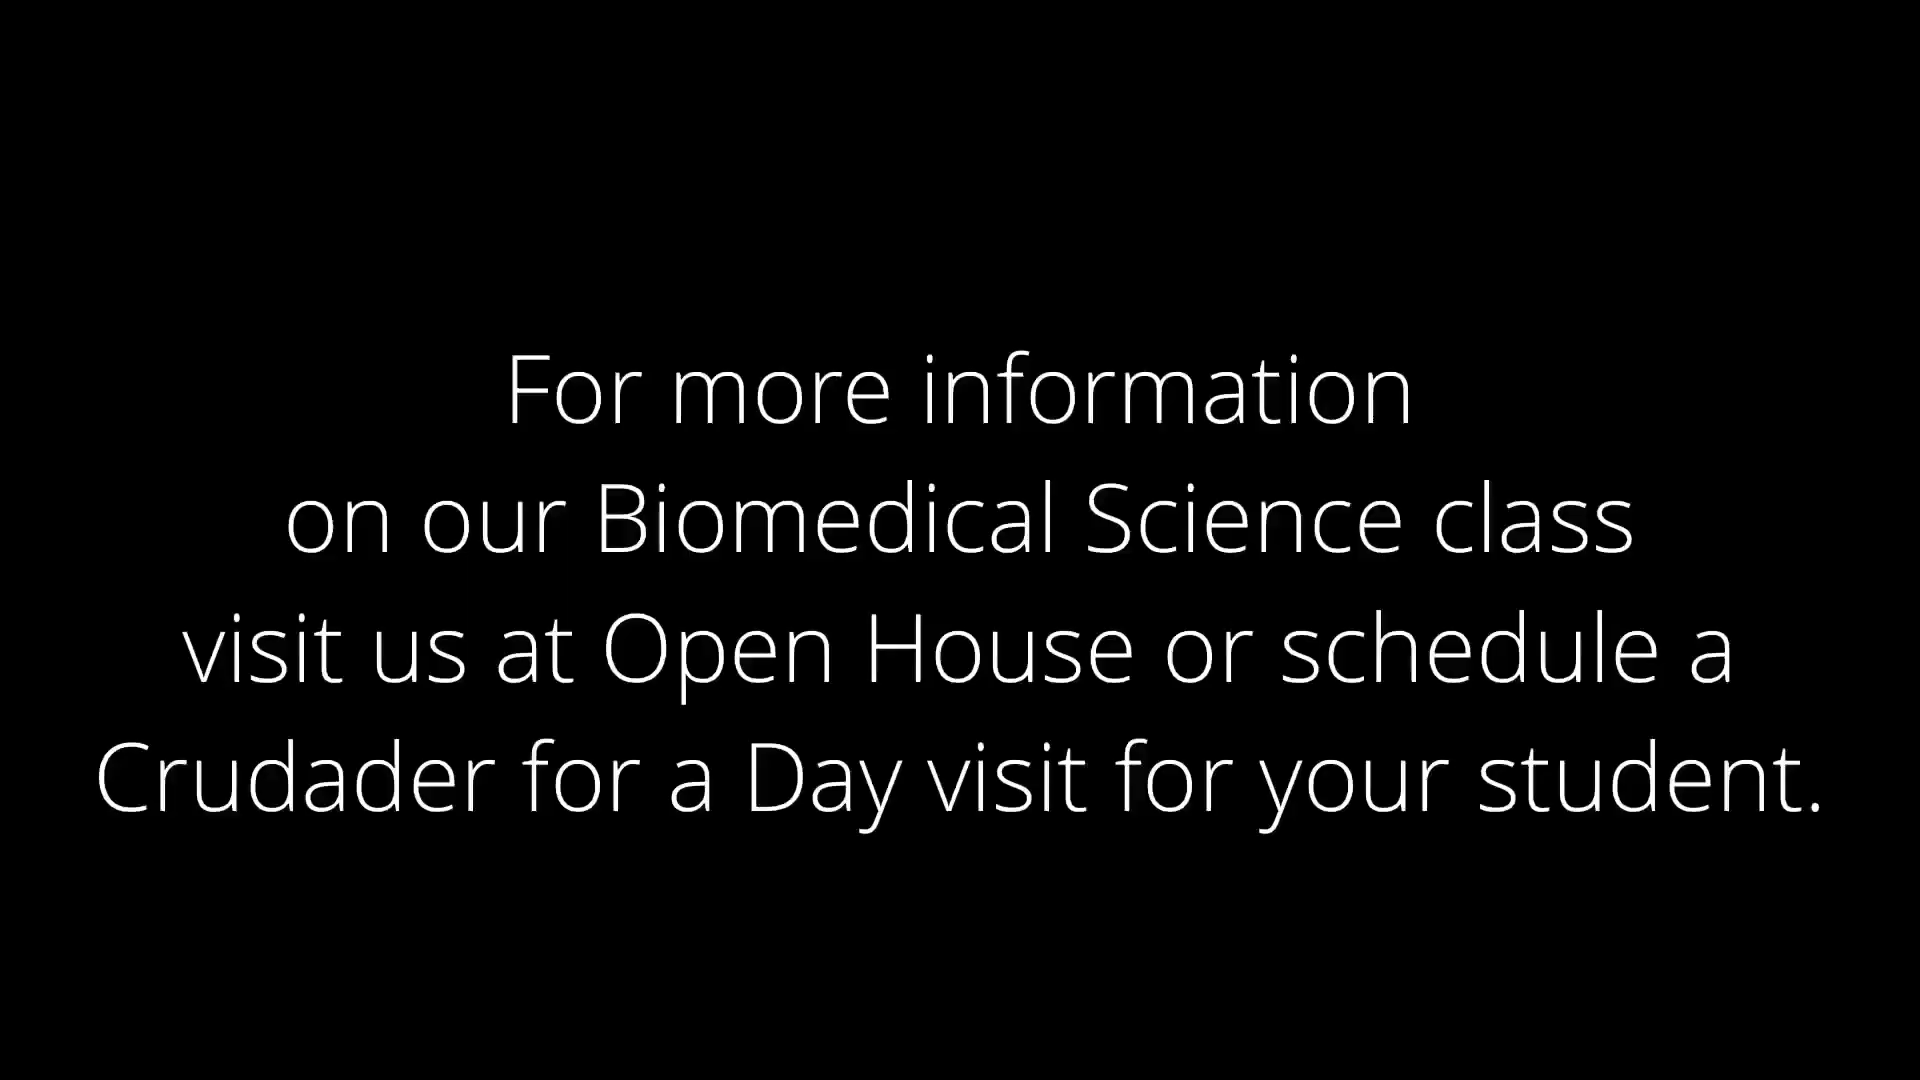 For more information
on our Biomedical Science class
visit us at Open House or schedule a
Crudader for a Day visit for your student.